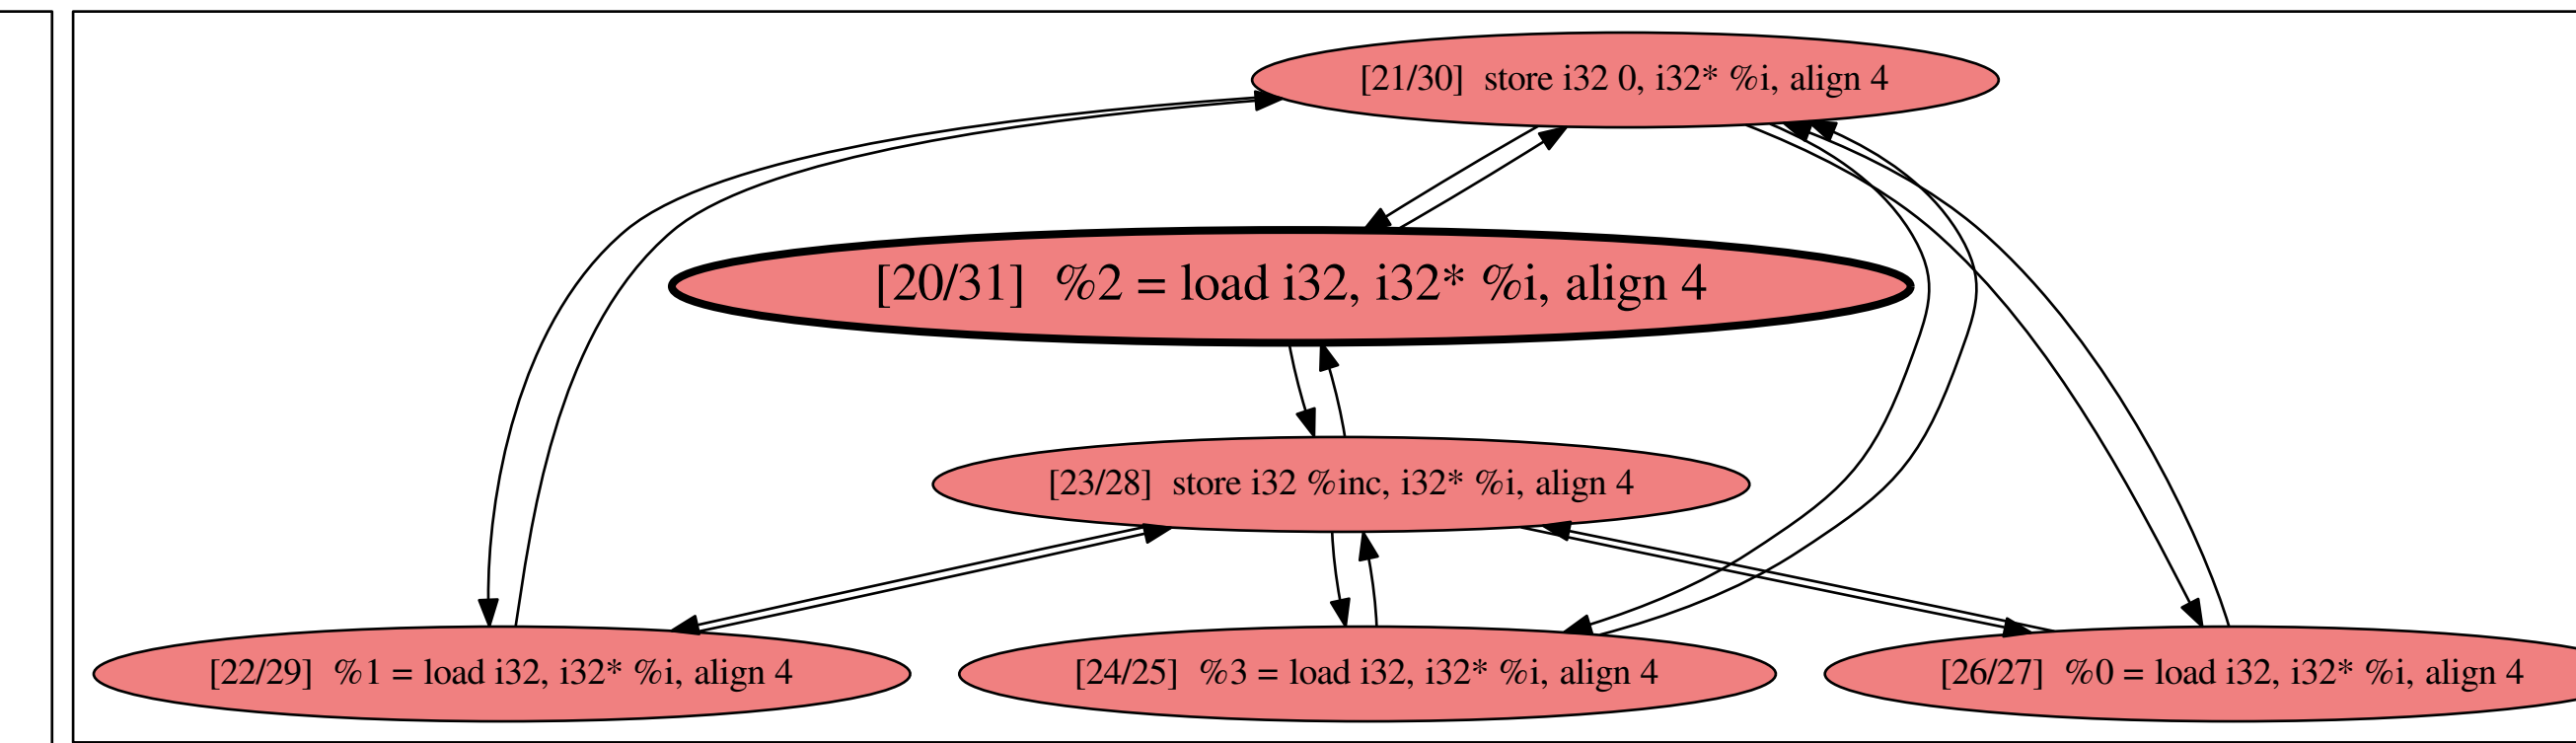 [21/30]  store i32 0, i32* %i, align 4
[20/31]  %2 = load i32, i32* %i, align 4
[23/28]  store i32 %inc, i32* %i, align 4
[22/29]  %1 = load i32, i32* %i, align 4
[24/25]  %3 = load i32, i32* %i, align 4
[26/27]  %0 = load i32, i32* %i, align 4